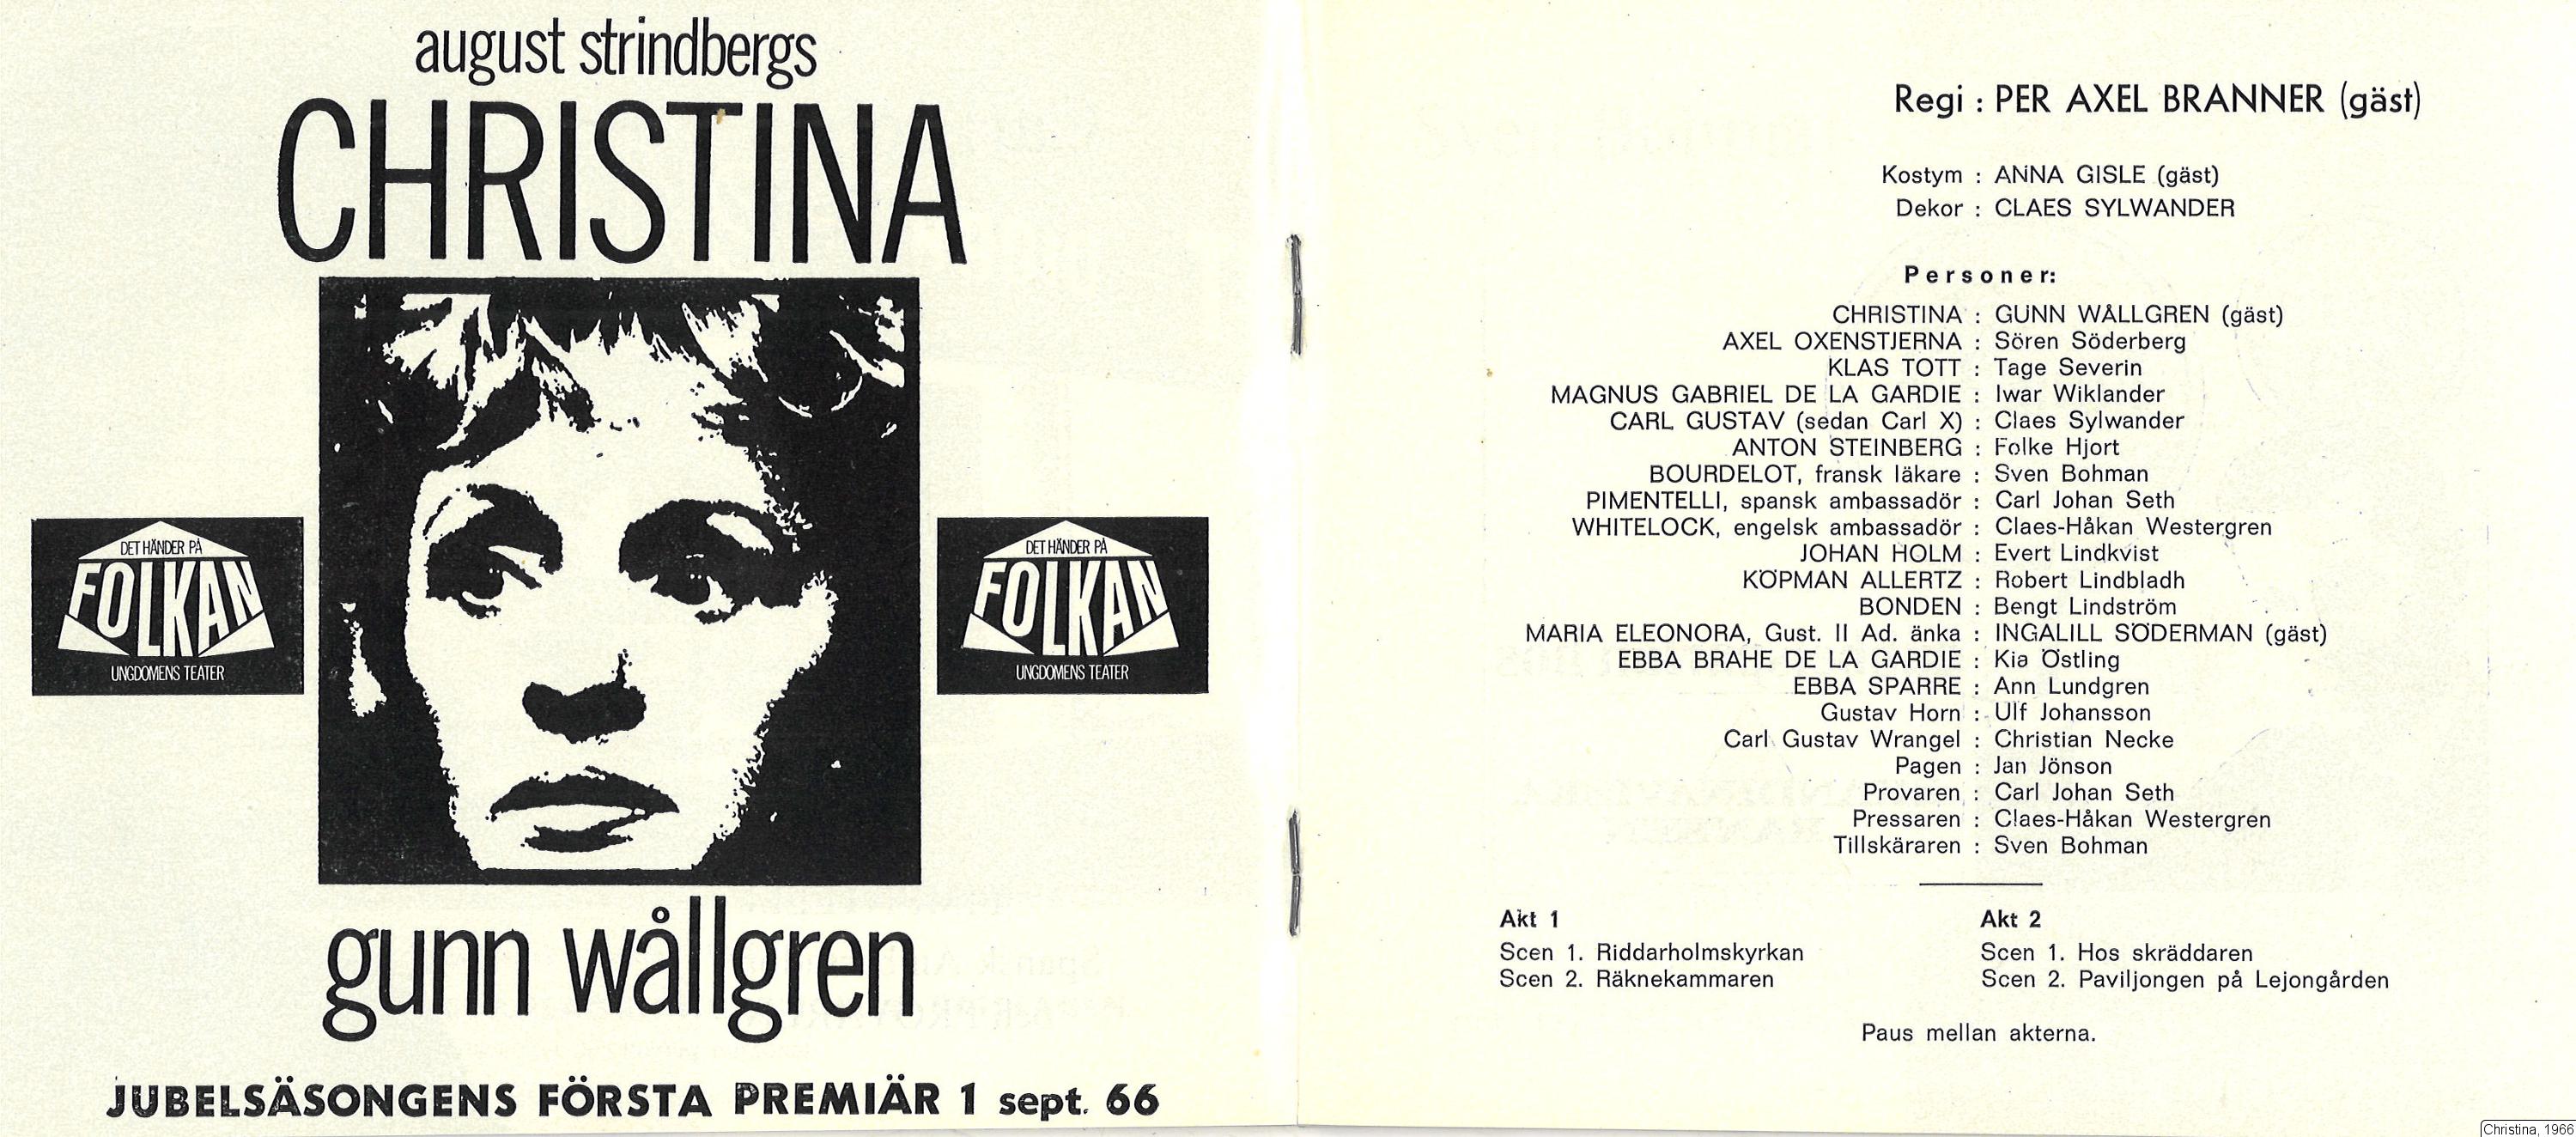 august strindbergs
CHRISTINA
DET HÄNDER PÅ
FOLKAN
UNGDOMENS TEATER
DET HÄNDER PÅ
FOLKAN
UNGDOMENS TEATER
gunn wållgren
JUBELSÄSONGENS FÖRSTA PREMIÄR 1 sept. 66
Regi : PER AXEL BRANNER (gäst)
Kostym : ANNA GISLE (gäst)
Dekor : CLAES SYLWANDER
Personer:
CHRISTINA : GUNN WÅLLGREN (gäst)
AXEL OXENSTJERNA : Sören Söderberg
KLAS TOTT : Tage Severin
MAGNUS GABRIEL DE LA GARDIE : Iwar Wiklander
CARL GUSTAV (sedan Carl X) : Claes Sylwander
ANTON STEINBERG : Folke Hjort
BOURDELOT, fransk läkare : Sven Bohman
PIMENTELLI, spansk ambassadör : Carl Johan Seth
WHITELOCK, engelsk ambassadör : Claes-Håkan Westergren
JOHAN HOLM : Evert Lindkvist
KÖPMAN ALLERTZ : Robert Lindbladh
BONDEN : Bengt Lindström
MARIA ELEONORA, Gust. II Ad. änka : INGALILL SÖDERMAN (gäst)
EBBA BRAHE DE LA GARDIE : Kia Östling
EBBA SPARRE : Ann Lundgren
Gustav Horn : Ulf Johansson
Carl Gustav Wrangel : Christian Necke
Pagen : Jan Jönson
Provaren : Carl Johan Seth
Pressaren : Claes-Håkan Westergren
Tillskäraren : Sven Bohman
Akt 1
Scen 1. Riddarholmskyrkan
Scen 2. Räknekammaren
Akt 2
Scen 1. Hos skräddaren
Scen 2. Paviljongen på Lejongården
Paus mellan akterna.
Christina, 1960